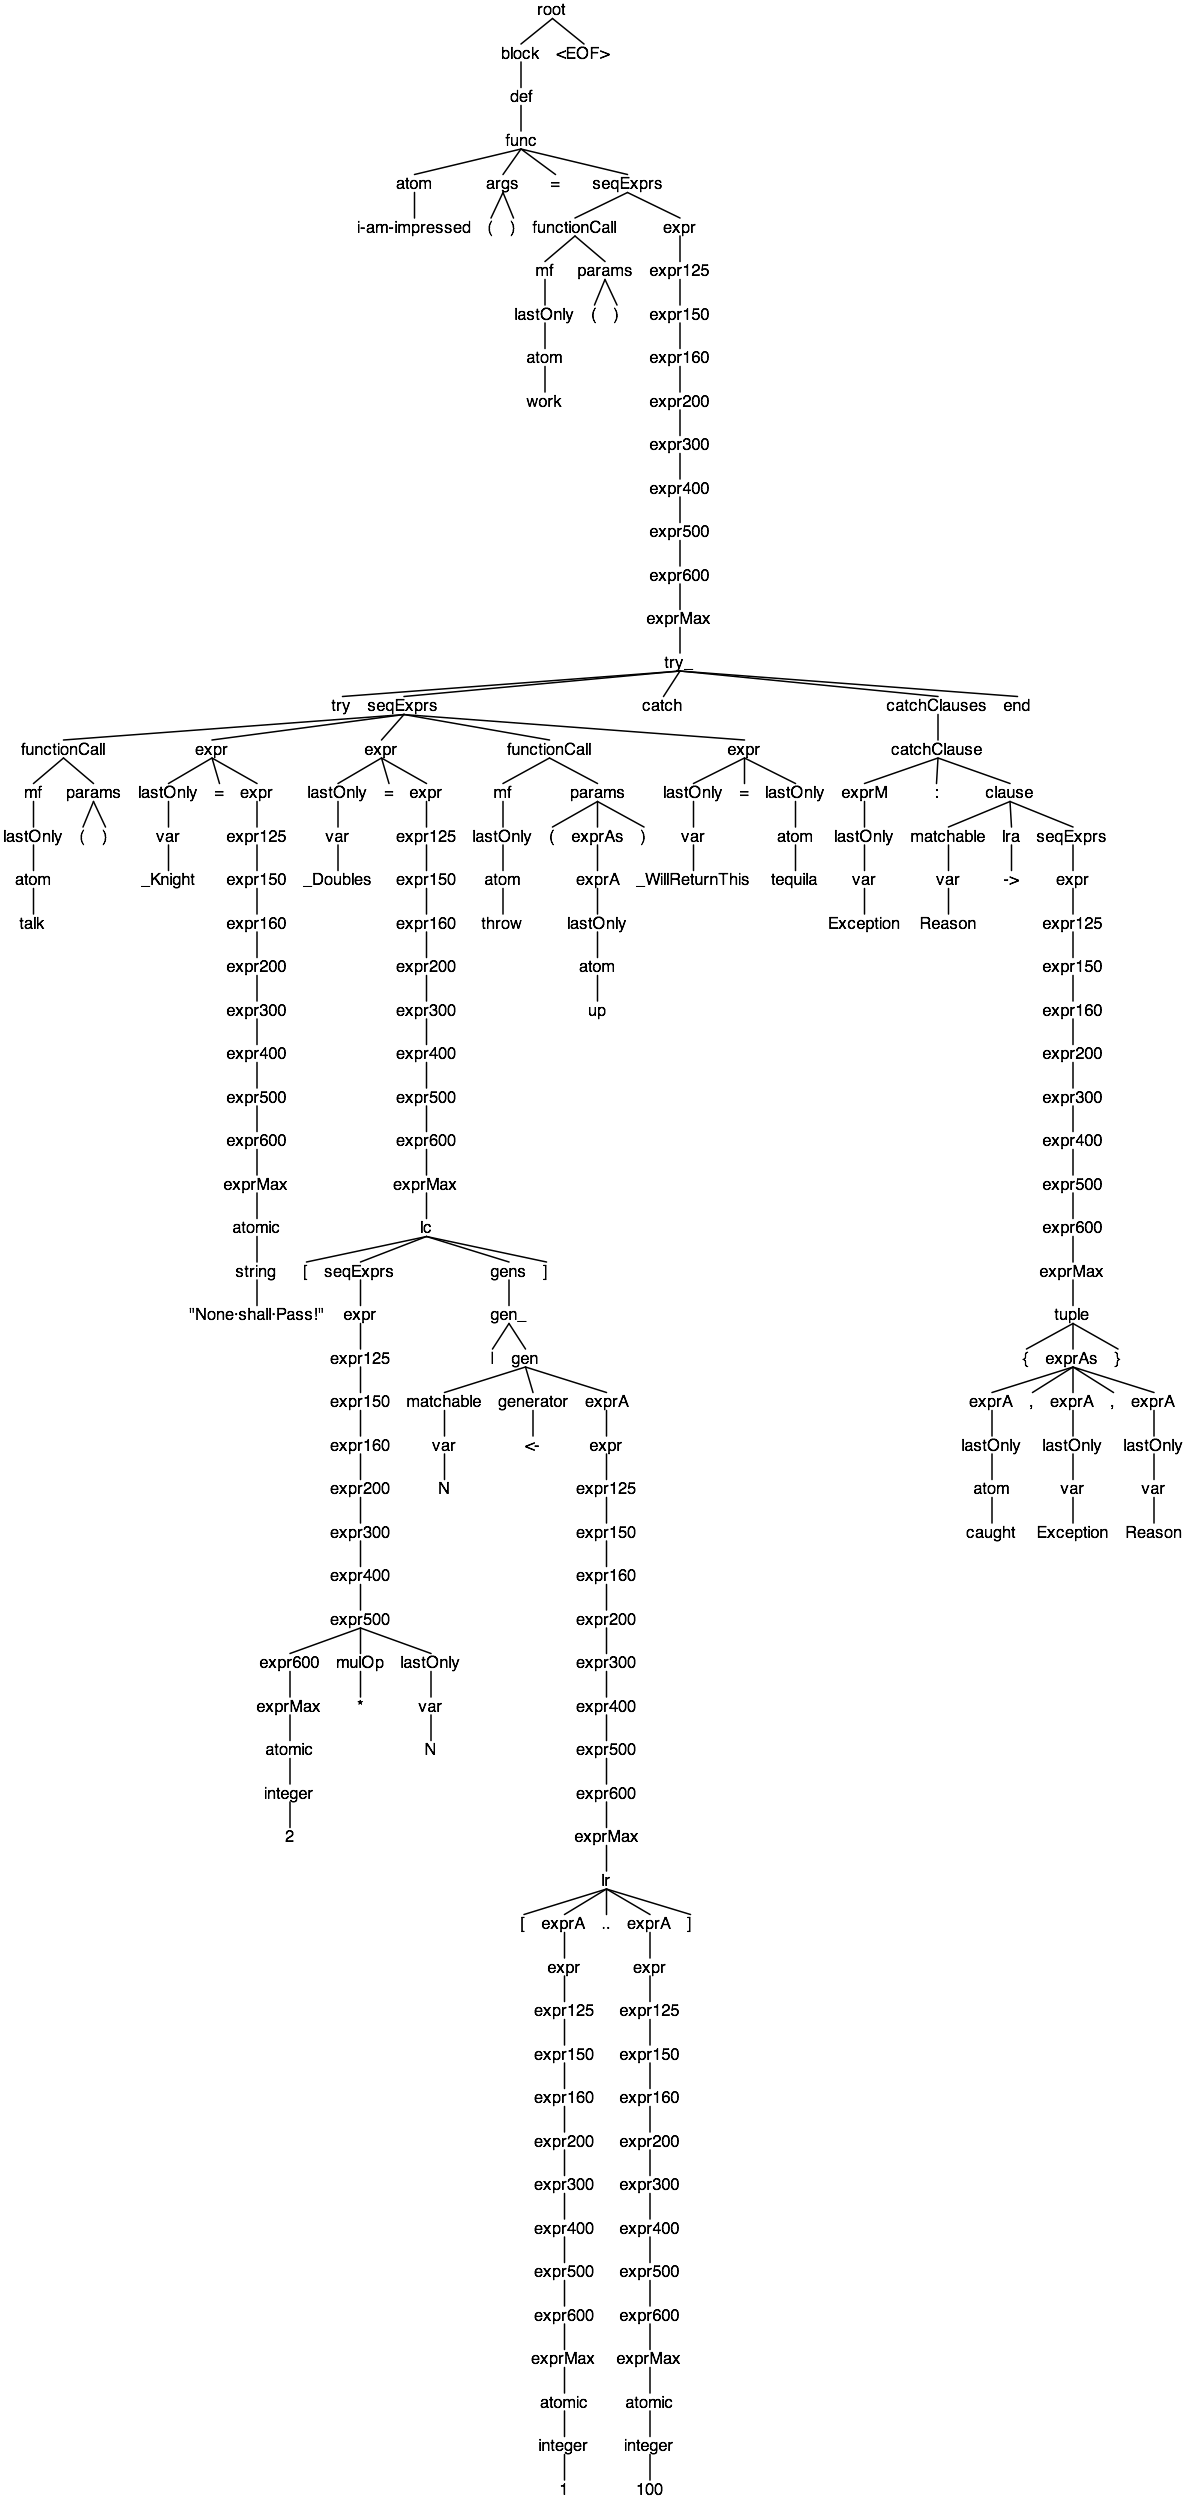 root
block <EOF>
def
func
atom args = seqExprs
i-am-impressed ( ) functionCall expr
mf params expr125
lastOnly ( ) expr150
atom expr160
work expr200
expr300
expr400
expr500
expr600
exprMax
try_
try seqExprs catch catchClauses end
functionCall expr expr functionCall expr catchClause
mf params lastOnly = expr lastOnly = expr mf params lastOnly = lastOnly exprM : clause
lastOnly ( ) var expr125 var expr125 lastOnly ( exprAs ) var atom lastOnly matchable lra seqExprs
atom _Knight expr150 _Doubles expr150 atom exprA _WillReturnThis tequila var var -> expr
talk expr160 expr160 throw lastOnly Exception Reason expr125
expr200 expr200 atom expr150
expr300 expr300 up expr160
expr400 expr400 expr200
expr500 expr500 expr300
expr600 expr600 expr400
exprMax exprMax expr500
atomic lc expr600
string [ seqExprs gens ] exprMax
"None·shall·Pass!" expr gen_ tuple
expr125 | gen { exprAs }
expr150 matchable generator exprA exprA , exprA , exprA
expr160 var <- expr lastOnly lastOnly lastOnly
expr200 N expr125 atom var var
expr300 expr150 caught Exception Reason
expr400 expr160
expr500 expr200
expr600 mulOp lastOnly expr300
exprMax * var expr400
atomic N expr500
integer expr600
2 exprMax
lr
[ exprA .. exprA ]
expr expr
expr125 expr125
expr150 expr150
expr160 expr160
expr200 expr200
expr300 expr300
expr400 expr400
expr500 expr500
expr600 expr600
exprMax exprMax
atomic atomic
integer integer
1 100